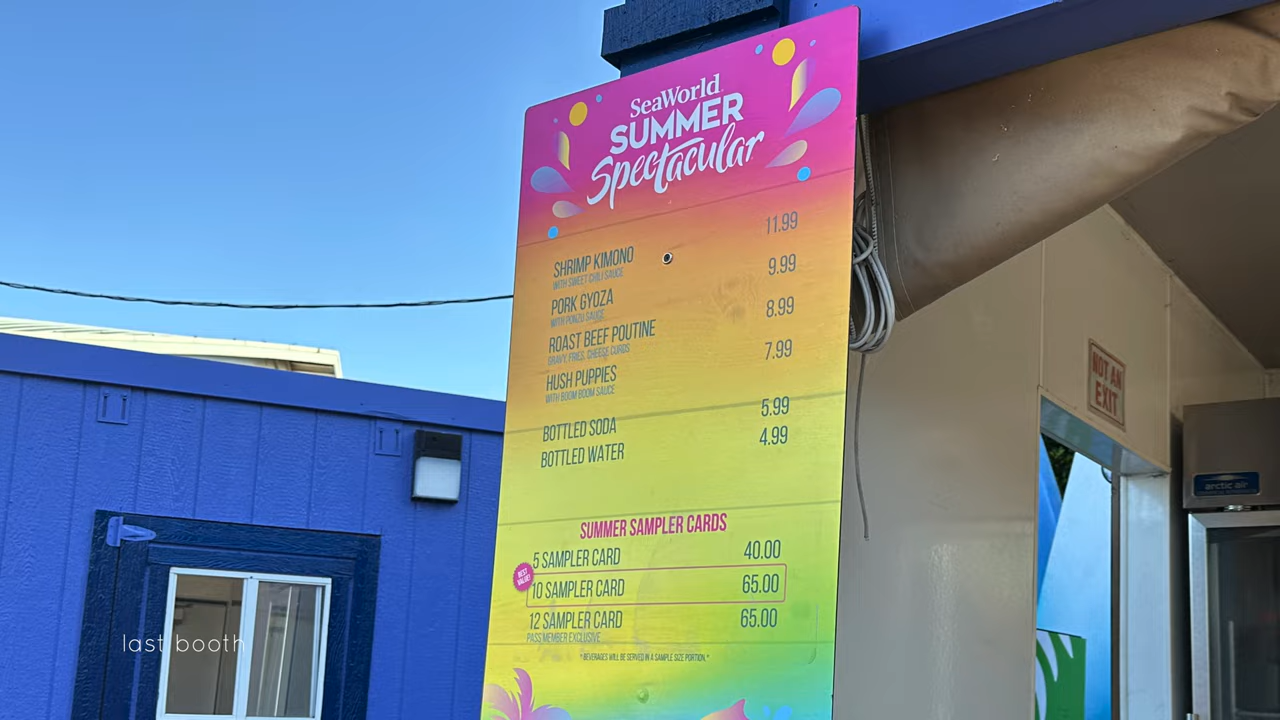 SeaWorld
SUMMER
Spectacular
11.99
SHRIMP KIMONO
WITH SWEET CHILI SAUCE
9.99
PORK GYOZA
WITH PONZU SAUCE
8.99
ROAST BEEF POUTINE
GRAVY, FRIES, CHEESE CURDS
7.99
HUSH PUPPIES
WITH BOOM BOOM SAUCE
BOTTLED SODA 5.99
BOTTLED WATER 4.99
SUMMER SAMPLER CARDS
5 SAMPLER CARD 40.00
BEST
VALUE!
10 SAMPLER CARD 65.00
12 SAMPLER CARD 65.00
PASS MEMBER EXCLUSIVE
*BEVERAGES WILL BE SERVED IN A SAMPLE SIZE PORTION.*
NOT AN
EXIT
arctic air
last booth